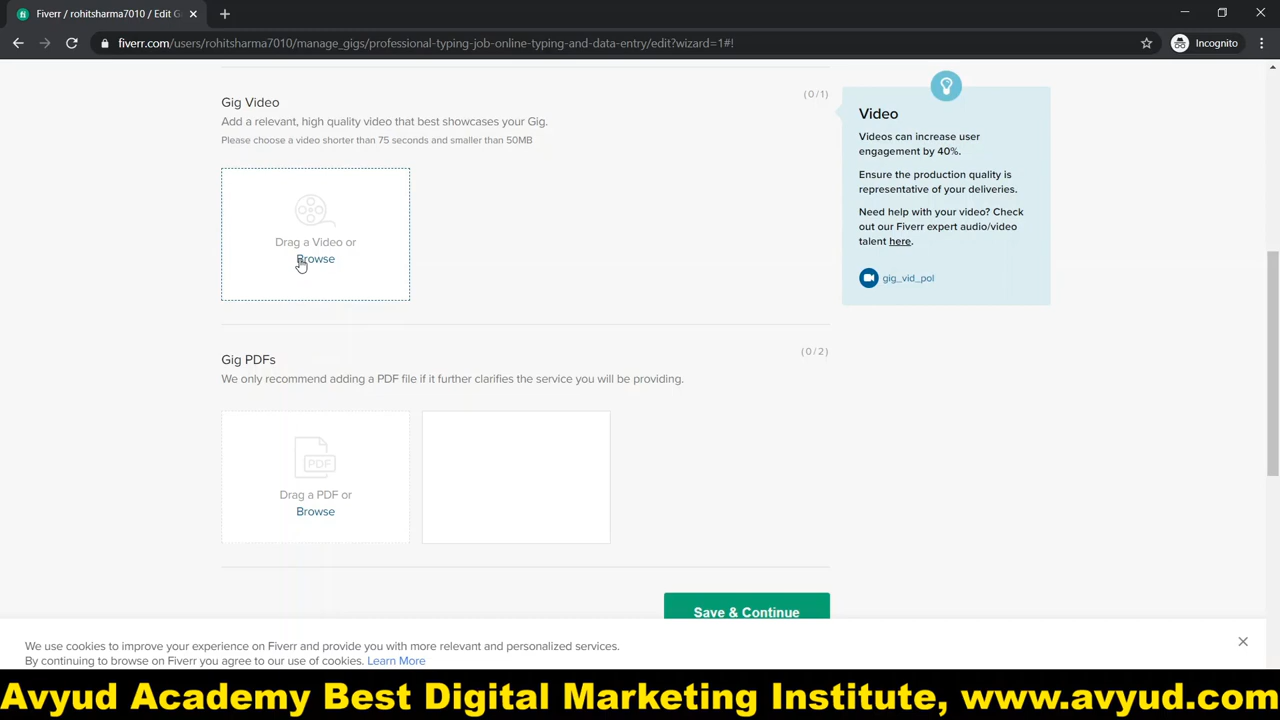 Fiverr / rohitsharma7010 / Edit G
Incognito
fiverr.com/users/rohitsharma7010/manage_gigs/professional-typing-job-online-typing-and-data-entry/edit?wizard=1#!
Gig Video
(0/1)
Add a relevant, high quality video that best showcases your Gig.
Please choose a video shorter than 75 seconds and smaller than 50MB
Drag a Video or
Browse
Video
Videos can increase user
engagement by 40%.
Ensure the production quality is
representative of your deliveries.
Need help with your video? Check
out our Fiverr expert audio/video
talent here.
gig_vid_pol
Gig PDFs
(0/2)
We only recommend adding a PDF file if it further clarifies the service you will be providing.
PDF
Drag a PDF or
Browse
Save & Continue
We use cookies to improve your experience on Fiverr and provide you with more relevant and personalized services.
By continuing to browse on Fiverr you agree to our use of cookies. Learn More
Avyud Academy Best Digital Marketing Institute, www.avyud.com